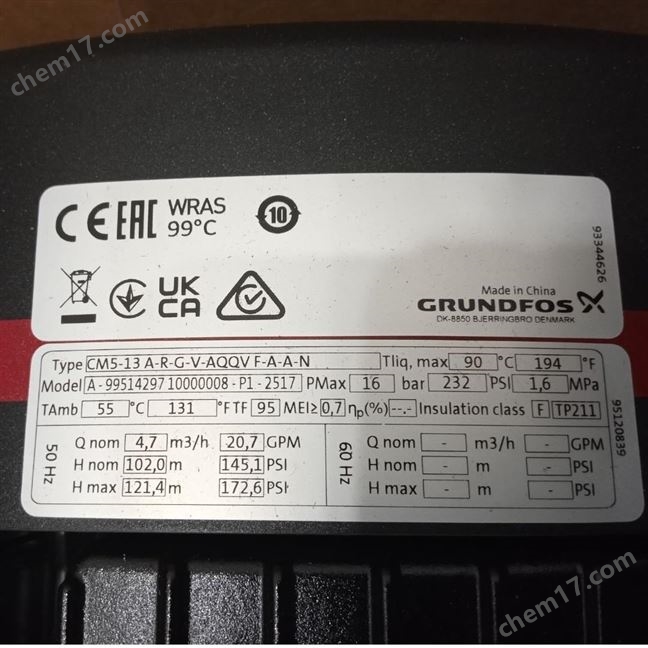 chem17.com
CE EAC WRAS
99°C
10
UK
CA
93344626
Made in China
GRUNDFOS
DK-8850 BJERRINGBRO DENMARK
Type CM5-13 A-R-G-V-AQQV F-A-A-N Tliq, max 90 °C 194 °F
Model A - 99514297 10000008 - P1 - 2517 PMax 16 bar 232 PSI 1,6 MPa
TAmb 55 °C 131 °F TF 95 MEI≥ 0,7 ηp(%) --.- Insulation class F TP211
95120839
50 Hz
Q nom 4,7 m3/h 20,7 GPM
H nom 102,0 m 145,1 PSI
H max 121,4 m 172,6 PSI
60 Hz
Q nom - m3/h - GPM
H nom - m - PSI
H max - m - PSI
chem17.com